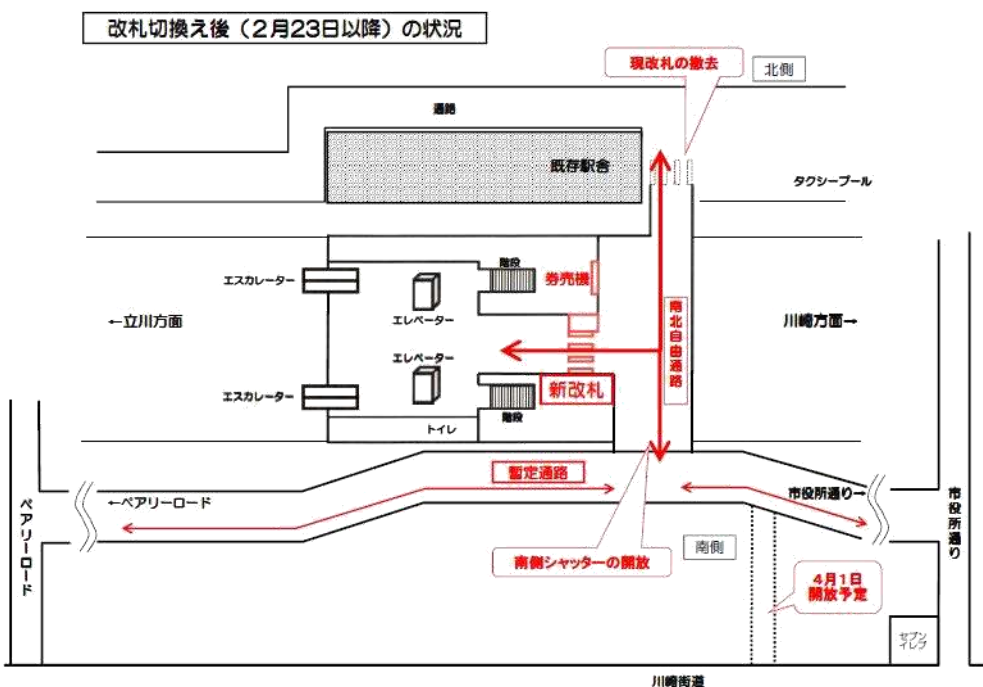 改札切換え後（２月２３日以降）の状況
現改札の撤去
北側
通路
既存駅舎
タクシープール
エスカレーター
階段
券売機
エレベーター
←立川方面
南北自由通路
川崎方面→
エレベーター
新改札
エスカレーター
階段
トイレ
暫定通路
←ペアリーロード
市役所通り→
ペアリーロード
市役所通り
南側シャッターの開放
南側
４月１日
開放予定
セブン
イレブ
川崎街道